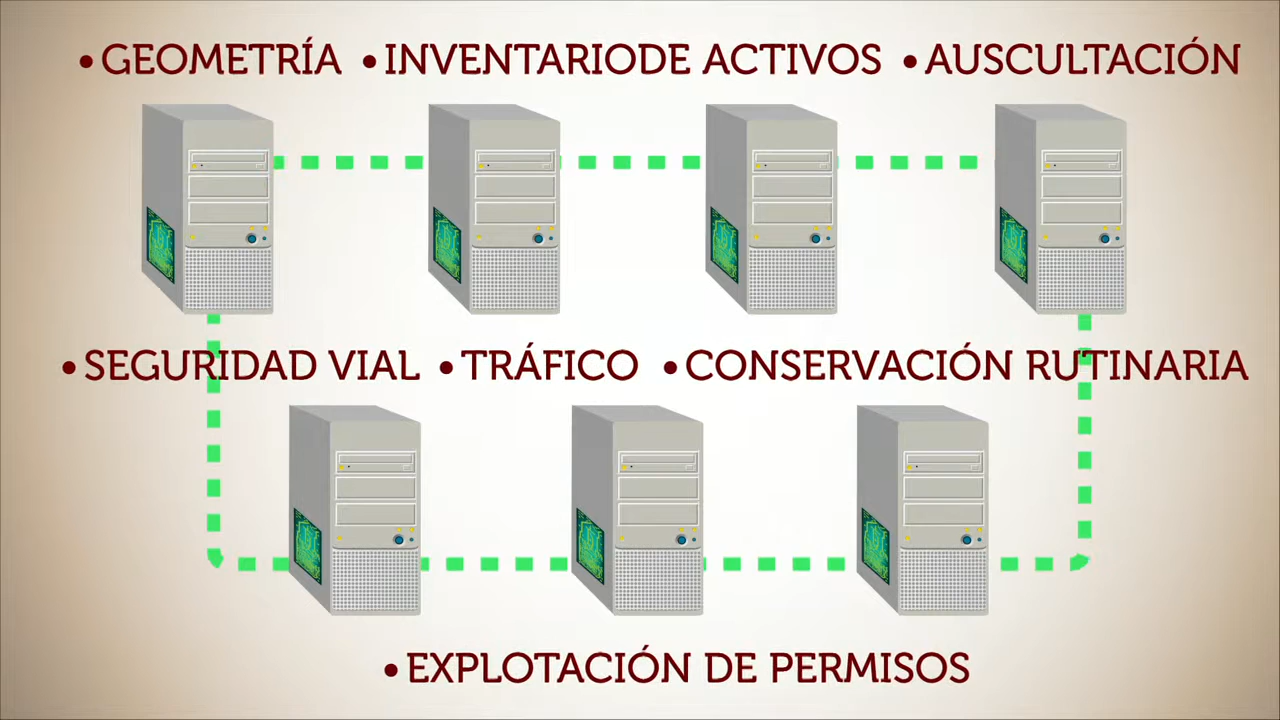 • GEOMETRÍA • INVENTARIODE ACTIVOS • AUSCULTACIÓN
• SEGURIDAD VIAL • TRÁFICO • CONSERVACIÓN RUTINARIA
• EXPLOTACIÓN DE PERMISOS